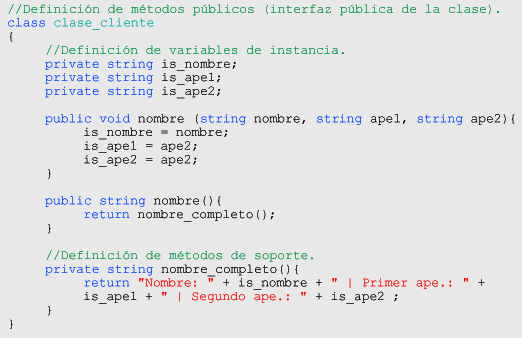 //Definición de métodos públicos (interfaz pública de la clase).
class clase_cliente
{
//Definición de variables de instancia.
private string is_nombre;
private string is_ape1;
private string is_ape2;
public void nombre (string nombre, string ape1, string ape2){
is_nombre = nombre;
is_ape1 = ape2;
is_ape2 = ape2;
}
public string nombre(){
return nombre_completo();
}
//Definición de métodos de soporte.
private string nombre_completo(){
return "Nombre: " + is_nombre + " | Primer ape.: " +
is_ape1 + " | Segundo ape.: " + is_ape2 ;
}
}